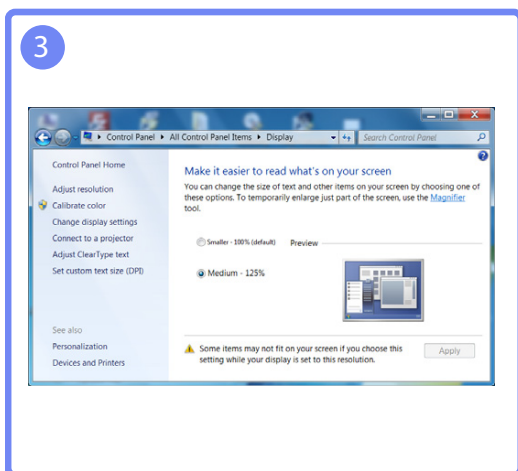 3
Control Panel ▸ All Control Panel Items ▸ Display
Search Control Panel
Control Panel Home
Adjust resolution
Calibrate color
Change display settings
Connect to a projector
Adjust ClearType text
Set custom text size (DPI)
See also
Personalization
Devices and Printers
Make it easier to read what's on your screen
You can change the size of text and other items on your screen by choosing one of
these options. To temporarily enlarge just part of the screen, use the Magnifier
tool.
Smaller - 100% (default) Preview
Medium - 125%
Some items may not fit on your screen if you choose this
setting while your display is set to this resolution.
Apply